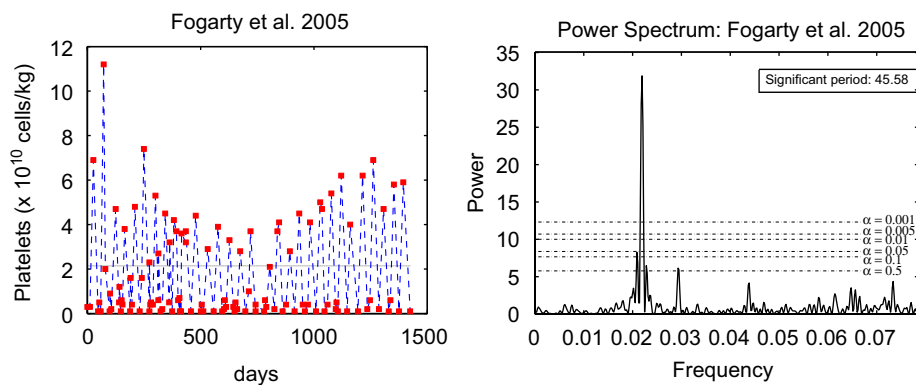 Fogarty et al. 2005
Platelets (x 10^10 cells/kg)
12
10
8
6
4
2
0
0
500
1000
1500
days
Power Spectrum: Fogarty et al. 2005
Significant period: 45.58
Power
35
30
25
20
15
10
5
0
α = 0.001
α = 0.005
α = 0.01
α = 0.05
α = 0.1
α = 0.5
0
0.01
0.02
0.03
0.04
0.05
0.06
0.07
Frequency